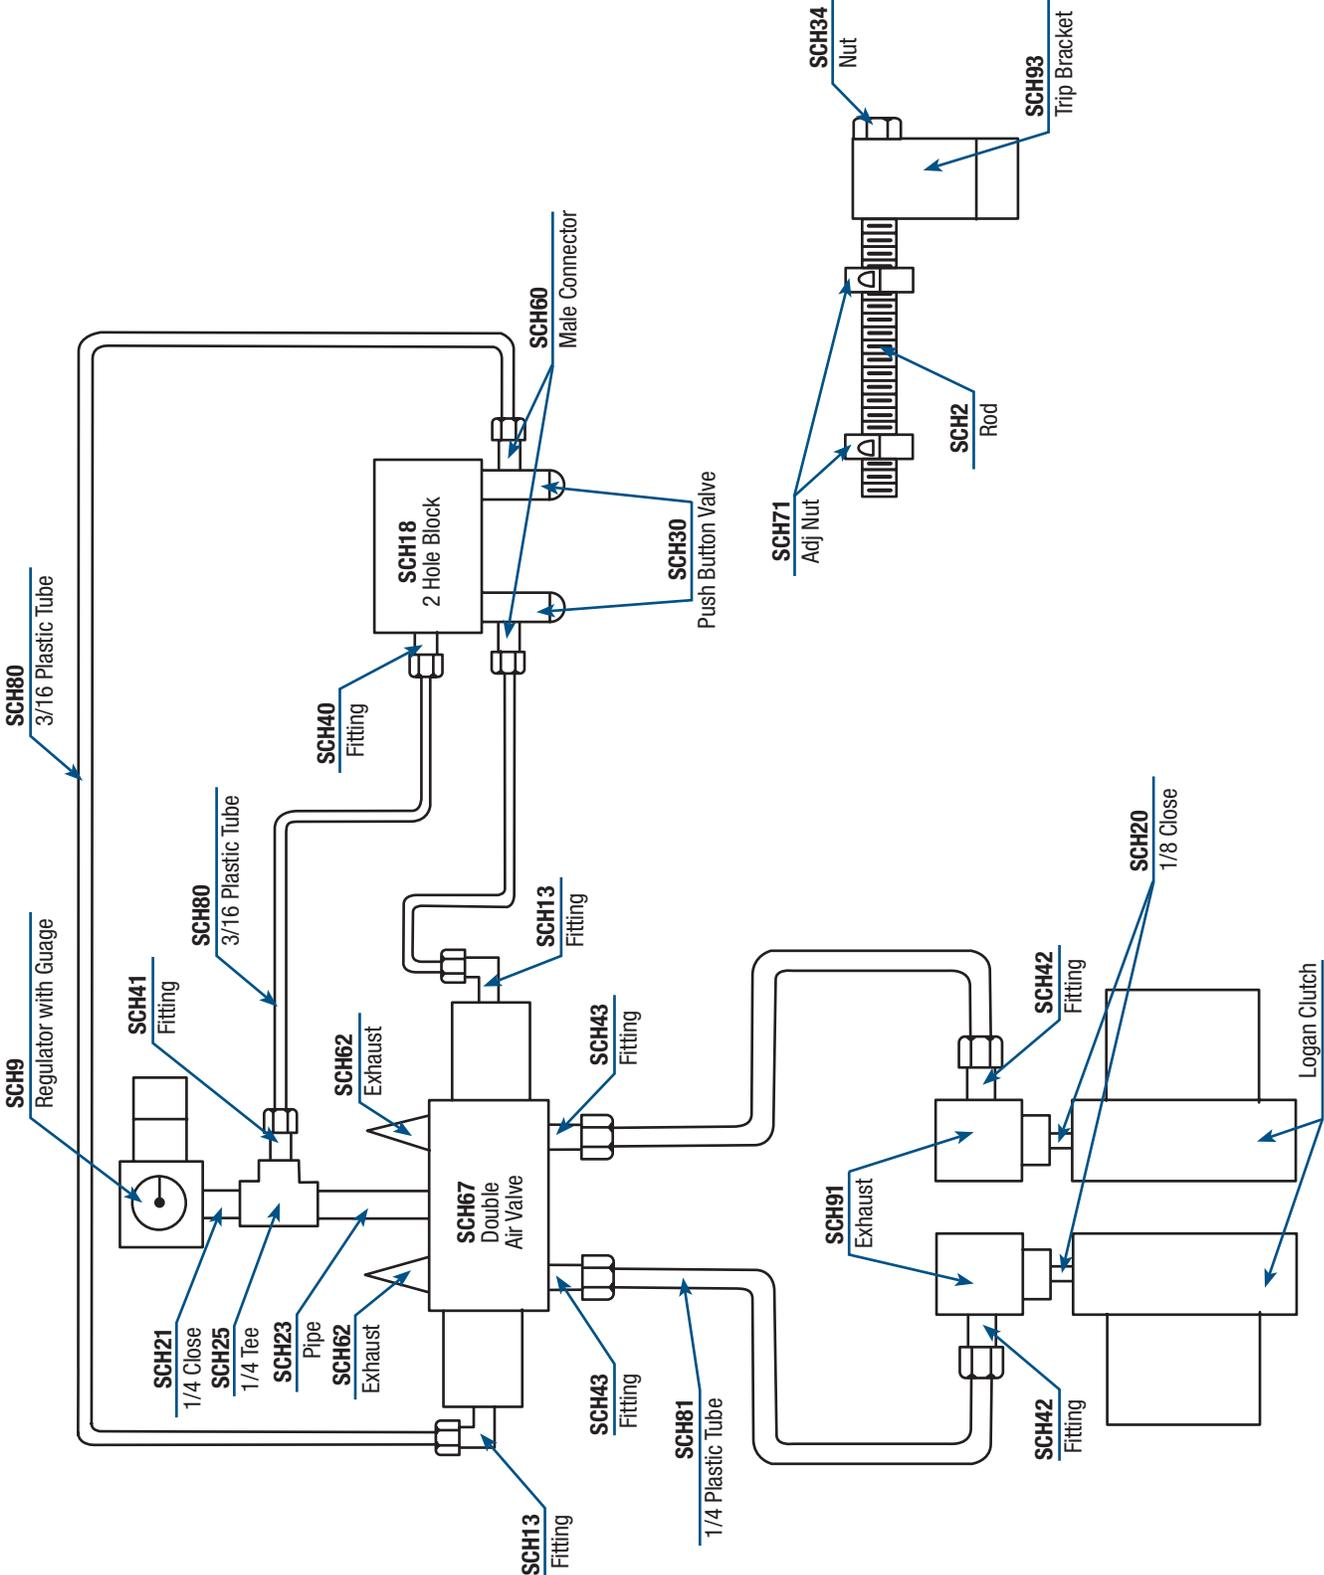 SCH80
3/16 Plastic Tube
SCH9
Regulator with Guage
SCH80
3/16 Plastic Tube
SCH41
Fitting
SCH40
Fitting
SCH18
2 Hole Block
SCH60
Male Connector
SCH30
Push Button Valve
SCH21
1/4 Close
SCH25
1/4 Tee
SCH23
Pipe
SCH62
Exhaust
SCH62
Exhaust
SCH67
Double
Air Valve
SCH13
Fitting
SCH13
Fitting
SCH43
Fitting
SCH43
Fitting
SCH81
1/4 Plastic Tube
SCH91
Exhaust
SCH42
Fitting
SCH42
Fitting
SCH20
1/8 Close
Logan Clutch
SCH71
Adj Nut
SCH2
Rod
SCH34
Nut
SCH93
Trip Bracket